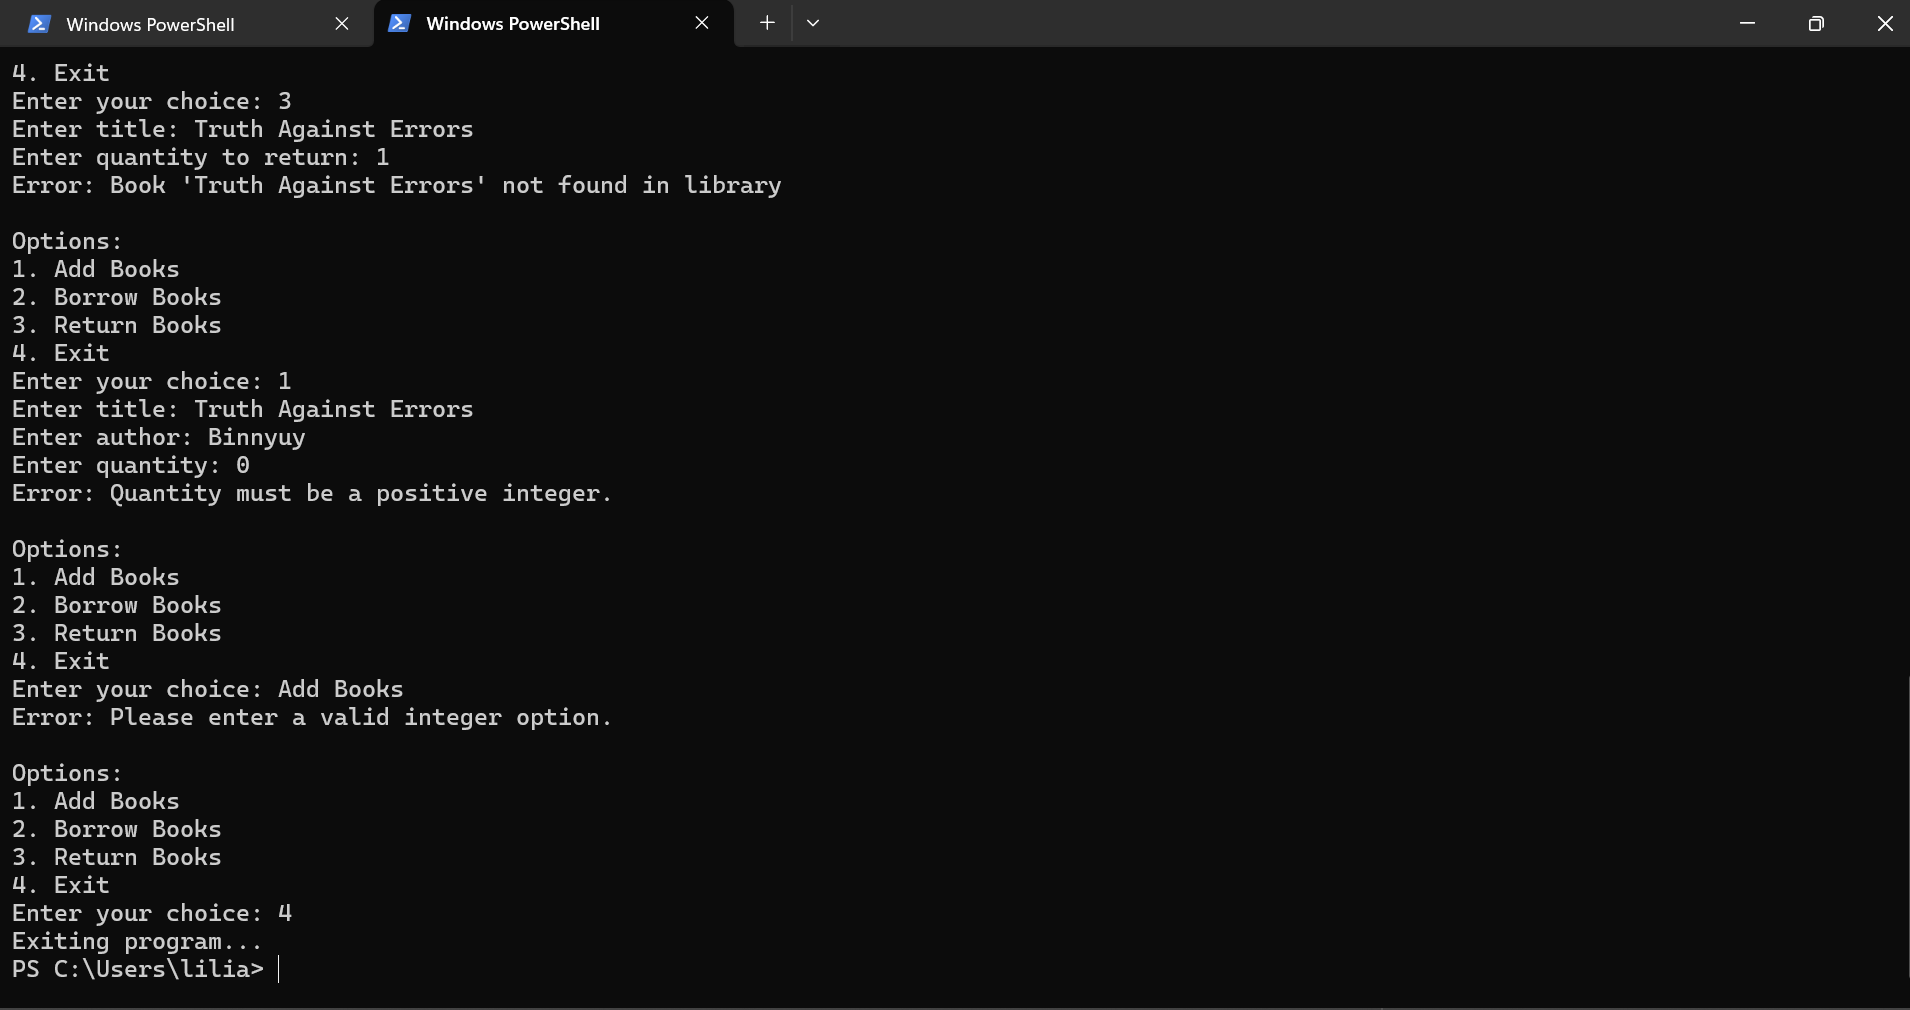 Windows PowerShell
Windows PowerShell
4. Exit
Enter your choice: 3
Enter title: Truth Against Errors
Enter quantity to return: 1
Error: Book 'Truth Against Errors' not found in library
Options:
1. Add Books
2. Borrow Books
3. Return Books
4. Exit
Enter your choice: 1
Enter title: Truth Against Errors
Enter author: Binnyuy
Enter quantity: 0
Error: Quantity must be a positive integer.
Options:
1. Add Books
2. Borrow Books
3. Return Books
4. Exit
Enter your choice: Add Books
Error: Please enter a valid integer option.
Options:
1. Add Books
2. Borrow Books
3. Return Books
4. Exit
Enter your choice: 4
Exiting program...
PS C:\Users\lilia>